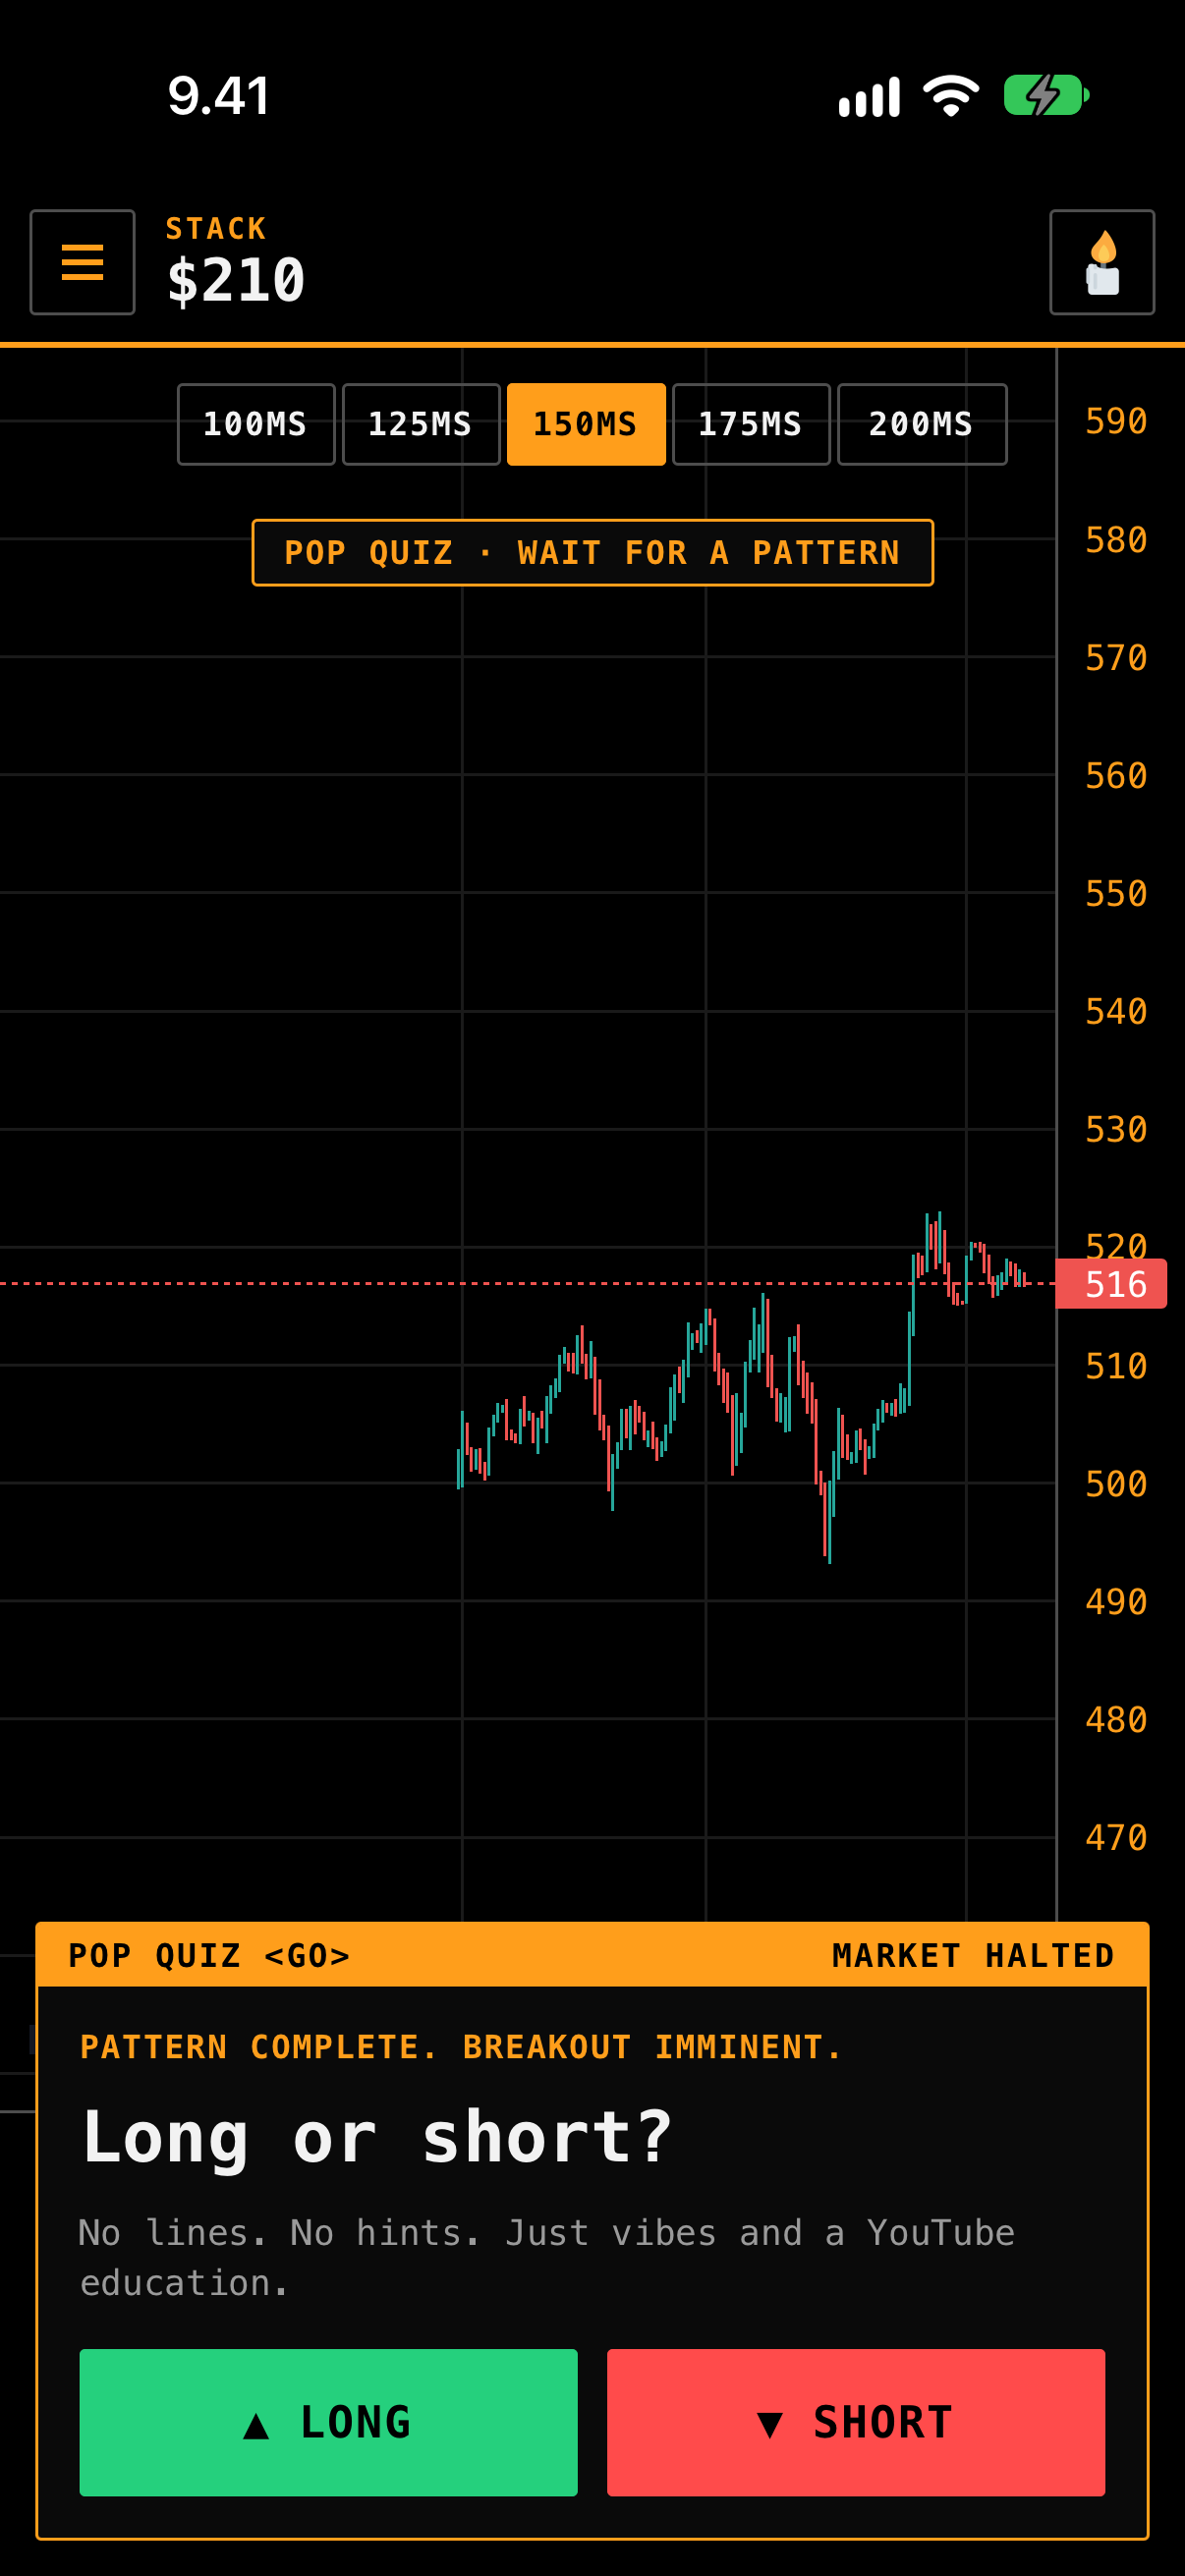 9.41
STACK
$210
100MS 125MS 150MS 175MS 200MS
590
POP QUIZ · WAIT FOR A PATTERN
580
570
560
550
540
530
520
516
510
500
490
480
470
POP QUIZ <GO> MARKET HALTED
PATTERN COMPLETE. BREAKOUT IMMINENT.
Long or short?
No lines. No hints. Just vibes and a YouTube
education.
▲ LONG ▼ SHORT